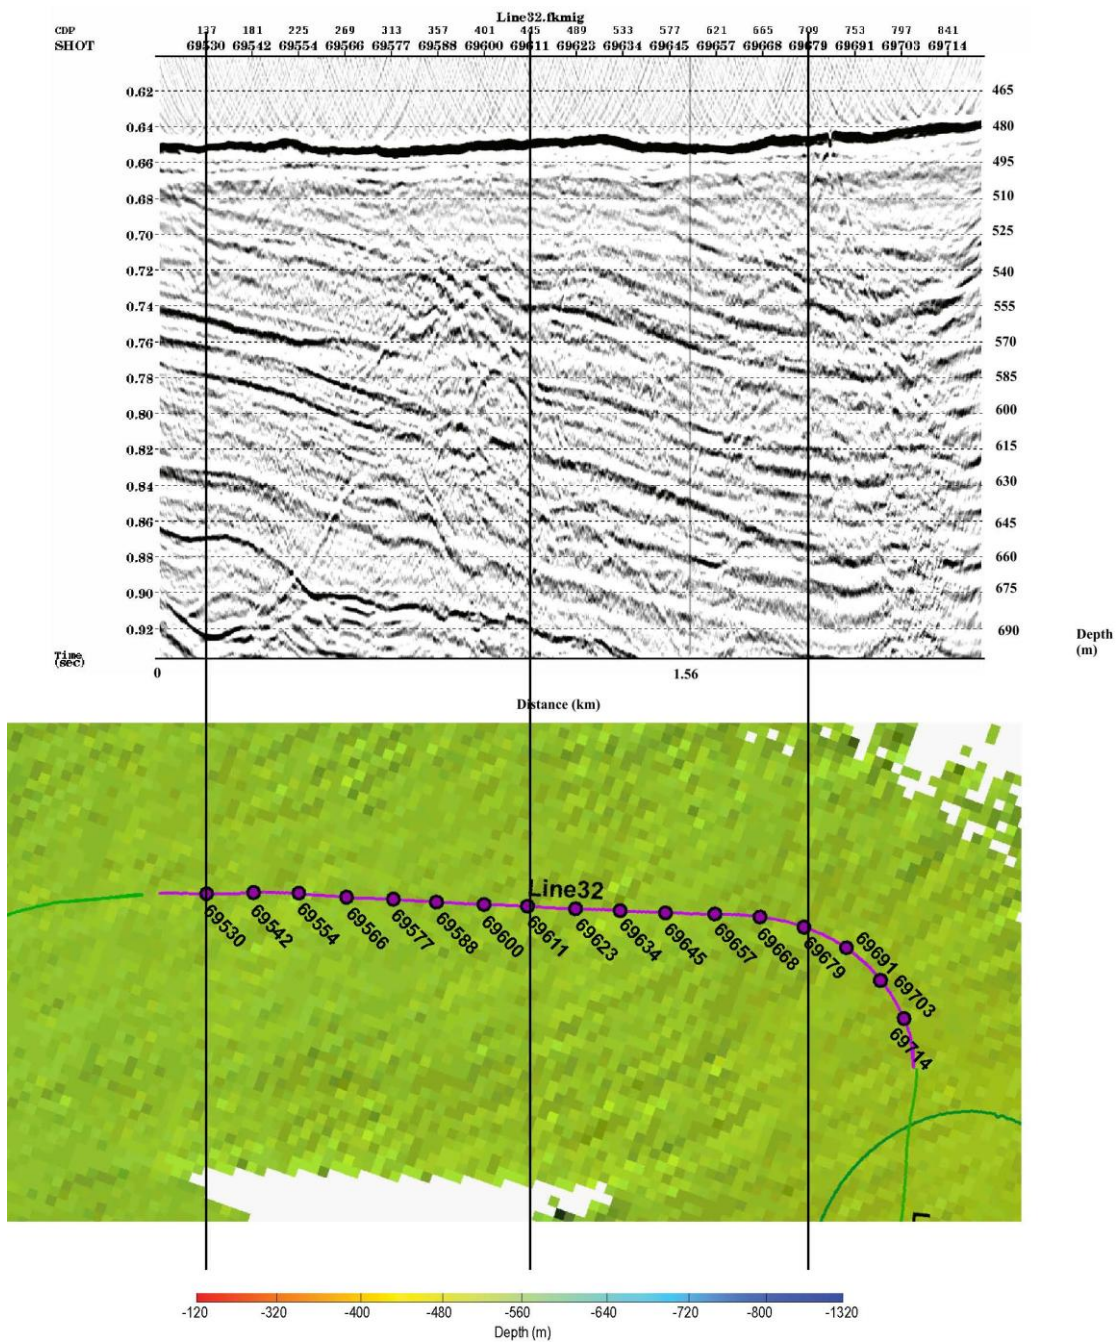 Line32.fkmig
CDP 137 181 225 269 313 357 401 445 489 533 577 621 665 709 753 797 841
SHOT 69530 69542 69554 69566 69577 69588 69600 69611 69623 69634 69645 69657 69668 69679 69691 69703 69714
0.62 465
0.64 480
0.66 495
0.68 510
0.70 525
0.72 540
0.74 555
0.76 570
0.78 585
0.80 600
0.82 615
0.84 630
0.86 645
0.88 660
0.90 675
0.92 690
Time
(sec)
Depth
(m)
0 1.56
Distance (km)
Line32
69530 69542 69554 69566 69577 69588 69600 69611 69623 69634 69645 69657 69668 69679 69691 69703 69714
L
-120 -320 -400 -480 -560 -640 -720 -800 -1320
Depth (m)